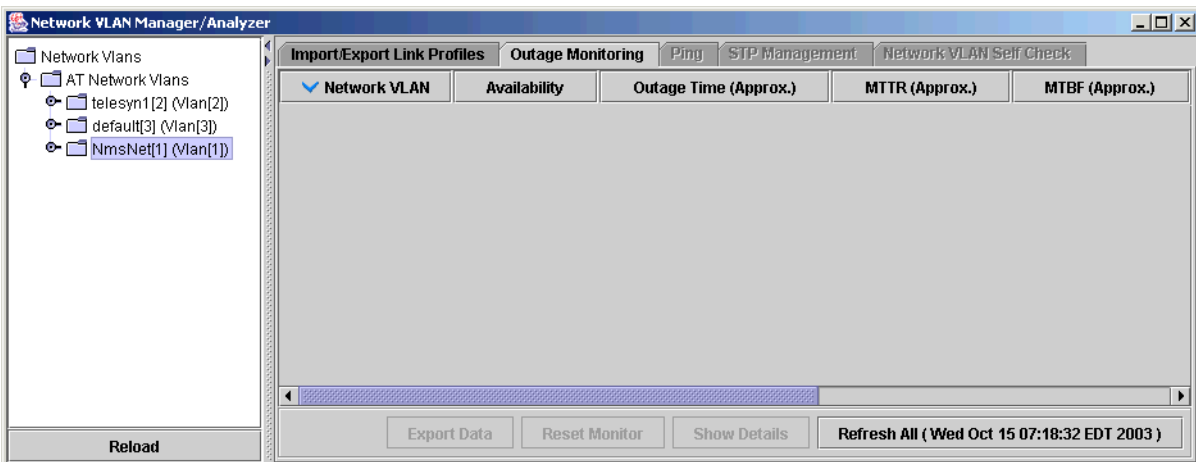 Network VLAN Manager/Analyzer
Network Vlans
AT Network Vlans
telesyn1[2] (Vlan[2])
default[3] (Vlan[3])
NmsNet[1] (Vlan[1])
Reload
Import/Export Link Profiles Outage Monitoring Ping STP Management Network VLAN Self Check
Network VLAN Availability Outage Time (Approx.) MTTR (Approx.) MTBF (Approx.)
Export Data Reset Monitor Show Details Refresh All ( Wed Oct 15 07:18:32 EDT 2003 )